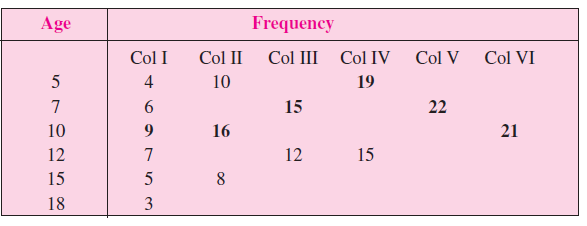 Age Frequency
Col I Col II Col III Col IV Col V Col VI
5 4 10 19
7 6 15 22
10 9 16 21
12 7 12 15
15 5 8
18 3